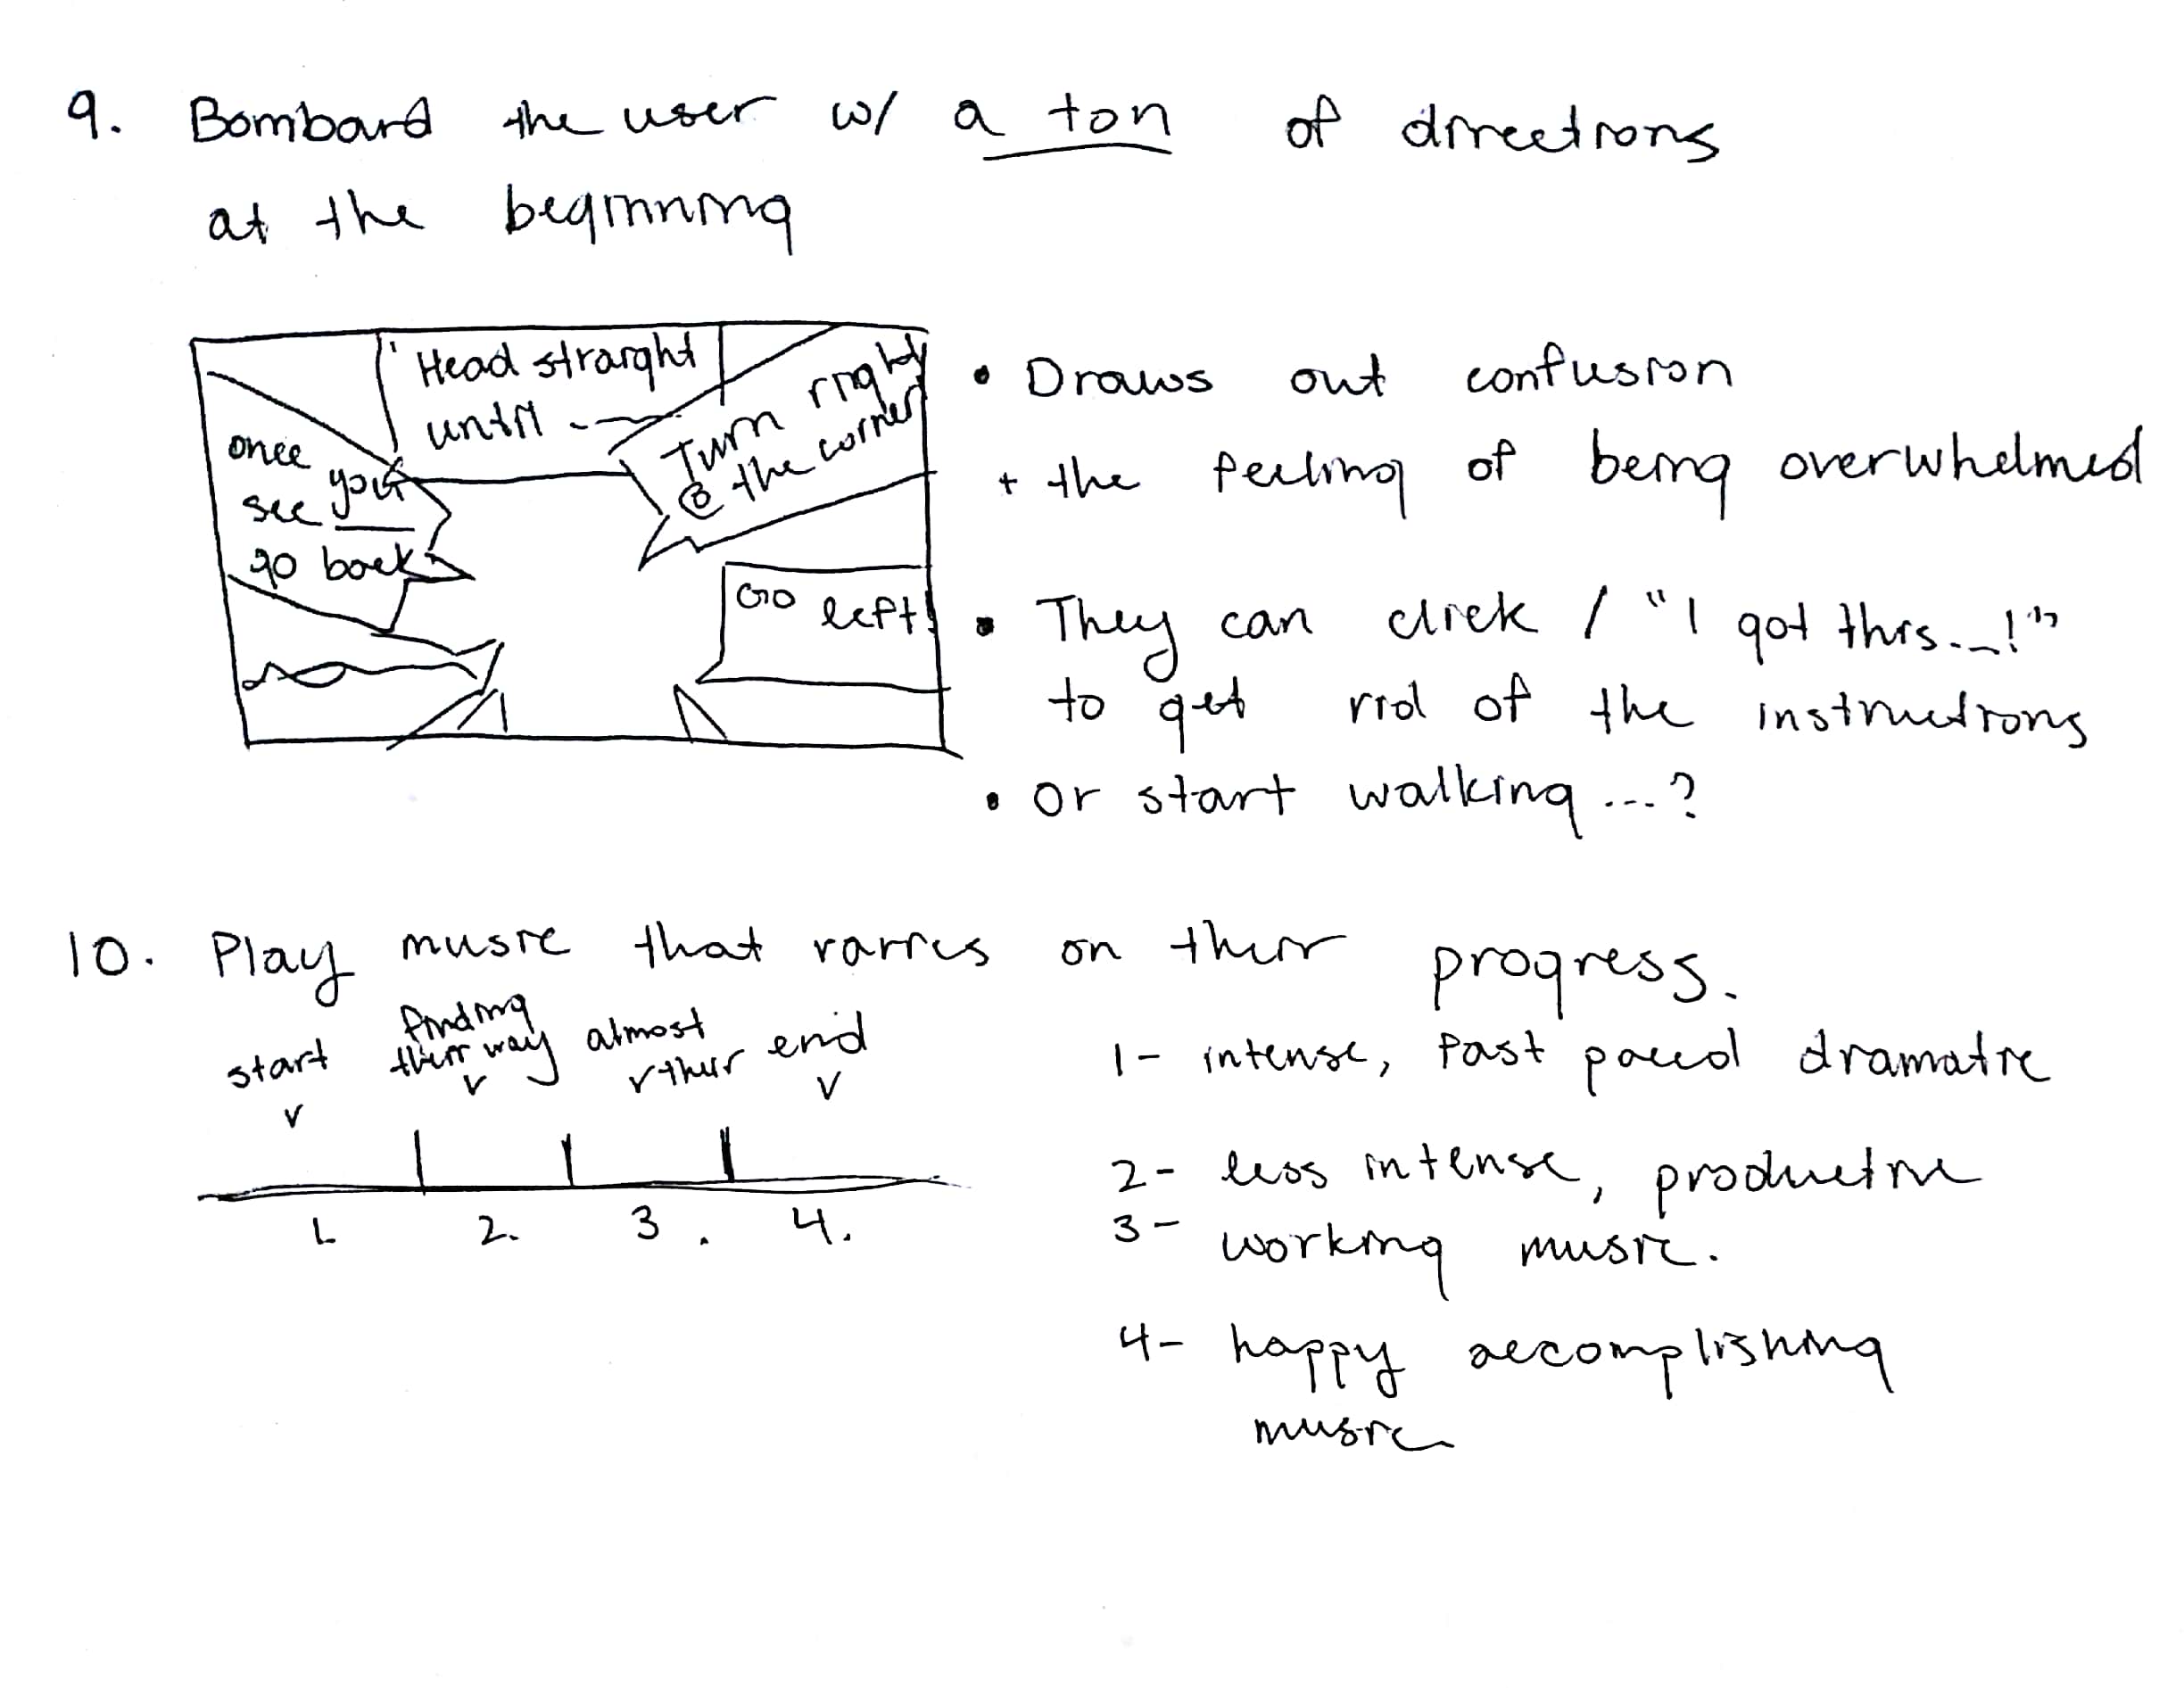 9. Bombard the user w/ a ton of directions
at the beginning
Head straight
until
Turn right
@ the corner
once
see you
go back
Go left!
• Draws out confusion
+ the feeling of being overwhelmed
• They can click / "I got this...!"
to get rid of the instructions
• or start walking ...?
10. Play music that varies on their progress.
start
finding
their way
almost
there
end
1. 2. 3. 4.
1- intense, fast paced dramatic
2- less intense, productive
3- working music.
4- happy accomplishing
music